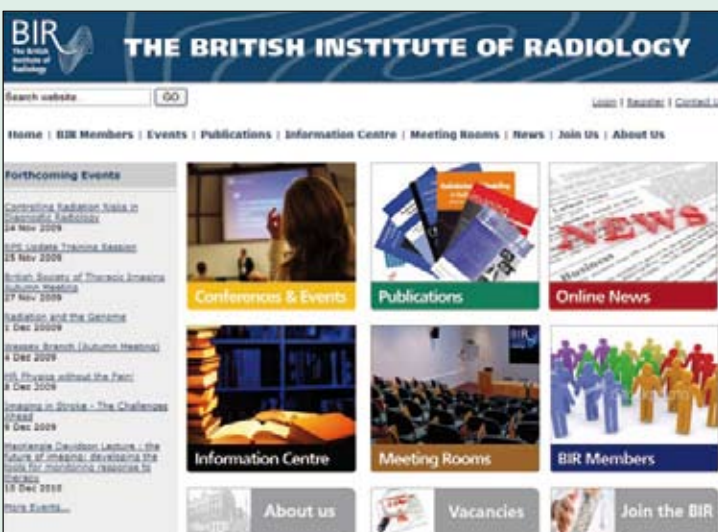 BIR
The British
Institute of
Radiology
THE BRITISH INSTITUTE OF RADIOLOGY
Search website
GO
Login | Register | Contact
Home | BIR Members | Events | Publications | Information Centre | Meeting Rooms | News | Join Us | About Us
Forthcoming Events
Controlling Radiation Risks in
Diagnostic Radiology
24 Nov 2009
RPS Update Training Session
25 Nov 2009
British Society of Thoracic Imaging
Autumn Meeting
27 Nov 2009
Radiation and the Genome
1 Dec 20009
Wessex Branch (Autumn Meeting)
4 Dec 2009
Physics without the Pain!
8 Dec 2009
Imaging in Stroke - The Challenges
Ahead
9 Dec 2009
Mackenzie Davidson Lecture : the
future of imaging: developing the
tools for monitoring response to
therapy
10 Dec 2010
More Events...
Conferences & Events
Publications
NEWS
Business
Online News
Information Centre
BIR
Meeting Rooms
BIR Members
About us
Vacancies
Join the BIR